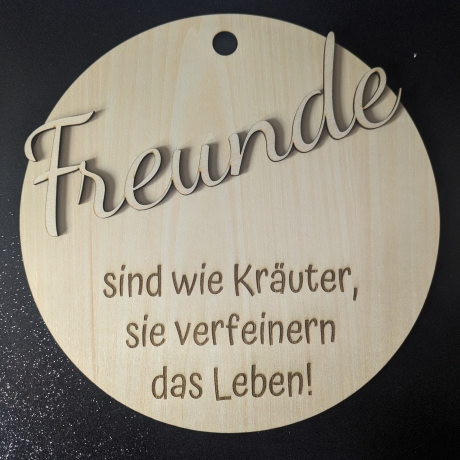 Freunde
sind wie Kräuter,
sie verfeinern
das Leben!